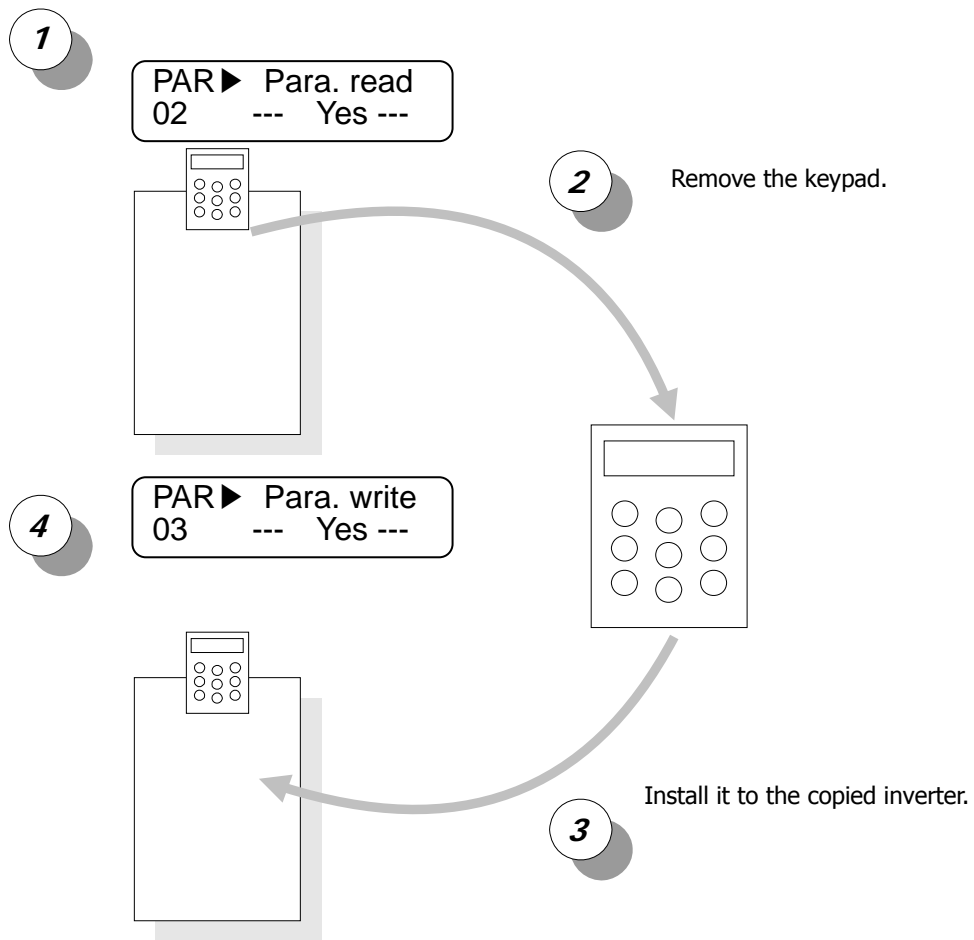 1
PAR▶ Para. read
02 --- Yes ---
2
Remove the keypad.
4
PAR▶ Para. write
03 --- Yes ---
3
Install it to the copied inverter.